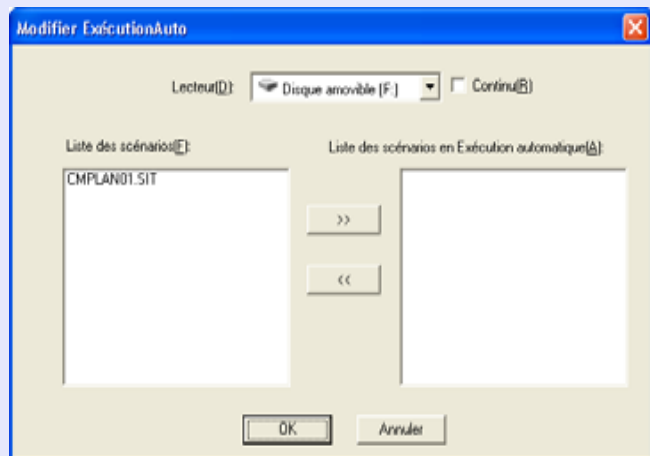 Modifier ExécutionAuto
Lecteur(D): Disque amovible [F:] Continu(R)
Liste des scénarios(F): Liste des scénarios en Exécution automatique(A):
CMPLAN01.SIT
>>
<<
OK Annuler